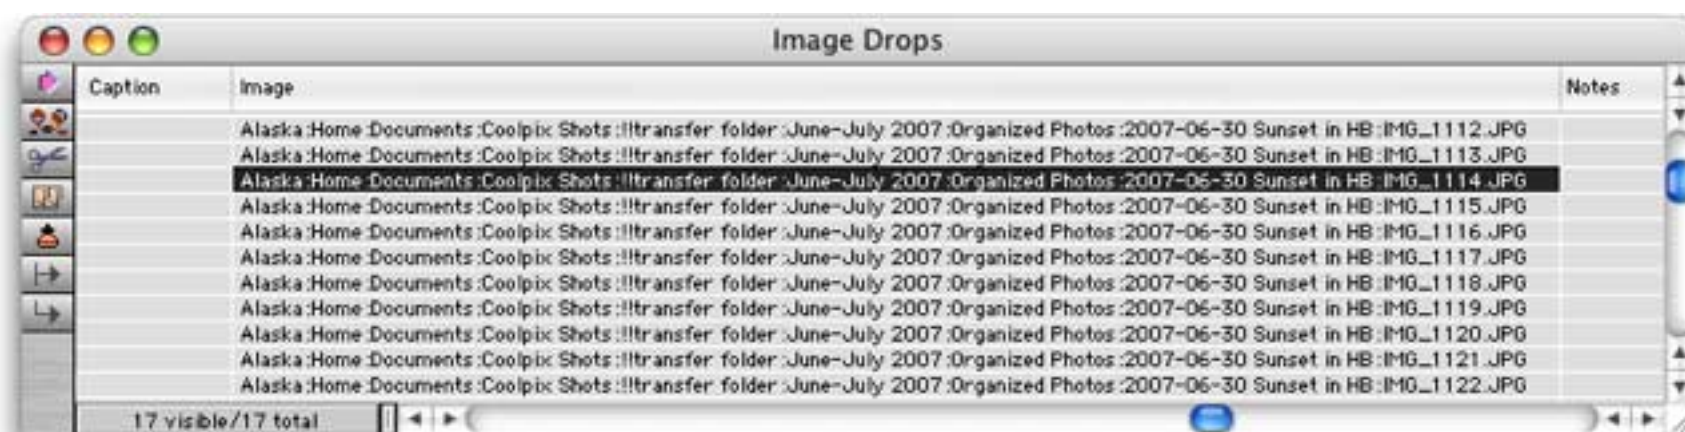 Image Drops
Caption Image Notes
Alaska:Home:Documents:Coolpix Shots:!!transfer folder:June-July 2007:Organized Photos:2007-06-30 Sunset in HB:IMG_1112.JPG
Alaska:Home:Documents:Coolpix Shots:!!transfer folder:June-July 2007:Organized Photos:2007-06-30 Sunset in HB:IMG_1113.JPG
Alaska:Home:Documents:Coolpix Shots:!!transfer folder:June-July 2007:Organized Photos:2007-06-30 Sunset in HB:IMG_1114.JPG
Alaska:Home:Documents:Coolpix Shots:!!transfer folder:June-July 2007:Organized Photos:2007-06-30 Sunset in HB:IMG_1115.JPG
Alaska:Home:Documents:Coolpix Shots:!!transfer folder:June-July 2007:Organized Photos:2007-06-30 Sunset in HB:IMG_1116.JPG
Alaska:Home:Documents:Coolpix Shots:!!transfer folder:June-July 2007:Organized Photos:2007-06-30 Sunset in HB:IMG_1117.JPG
Alaska:Home:Documents:Coolpix Shots:!!transfer folder:June-July 2007:Organized Photos:2007-06-30 Sunset in HB:IMG_1118.JPG
Alaska:Home:Documents:Coolpix Shots:!!transfer folder:June-July 2007:Organized Photos:2007-06-30 Sunset in HB:IMG_1119.JPG
Alaska:Home:Documents:Coolpix Shots:!!transfer folder:June-July 2007:Organized Photos:2007-06-30 Sunset in HB:IMG_1120.JPG
Alaska:Home:Documents:Coolpix Shots:!!transfer folder:June-July 2007:Organized Photos:2007-06-30 Sunset in HB:IMG_1121.JPG
Alaska:Home:Documents:Coolpix Shots:!!transfer folder:June-July 2007:Organized Photos:2007-06-30 Sunset in HB:IMG_1122.JPG
17 visible/17 total